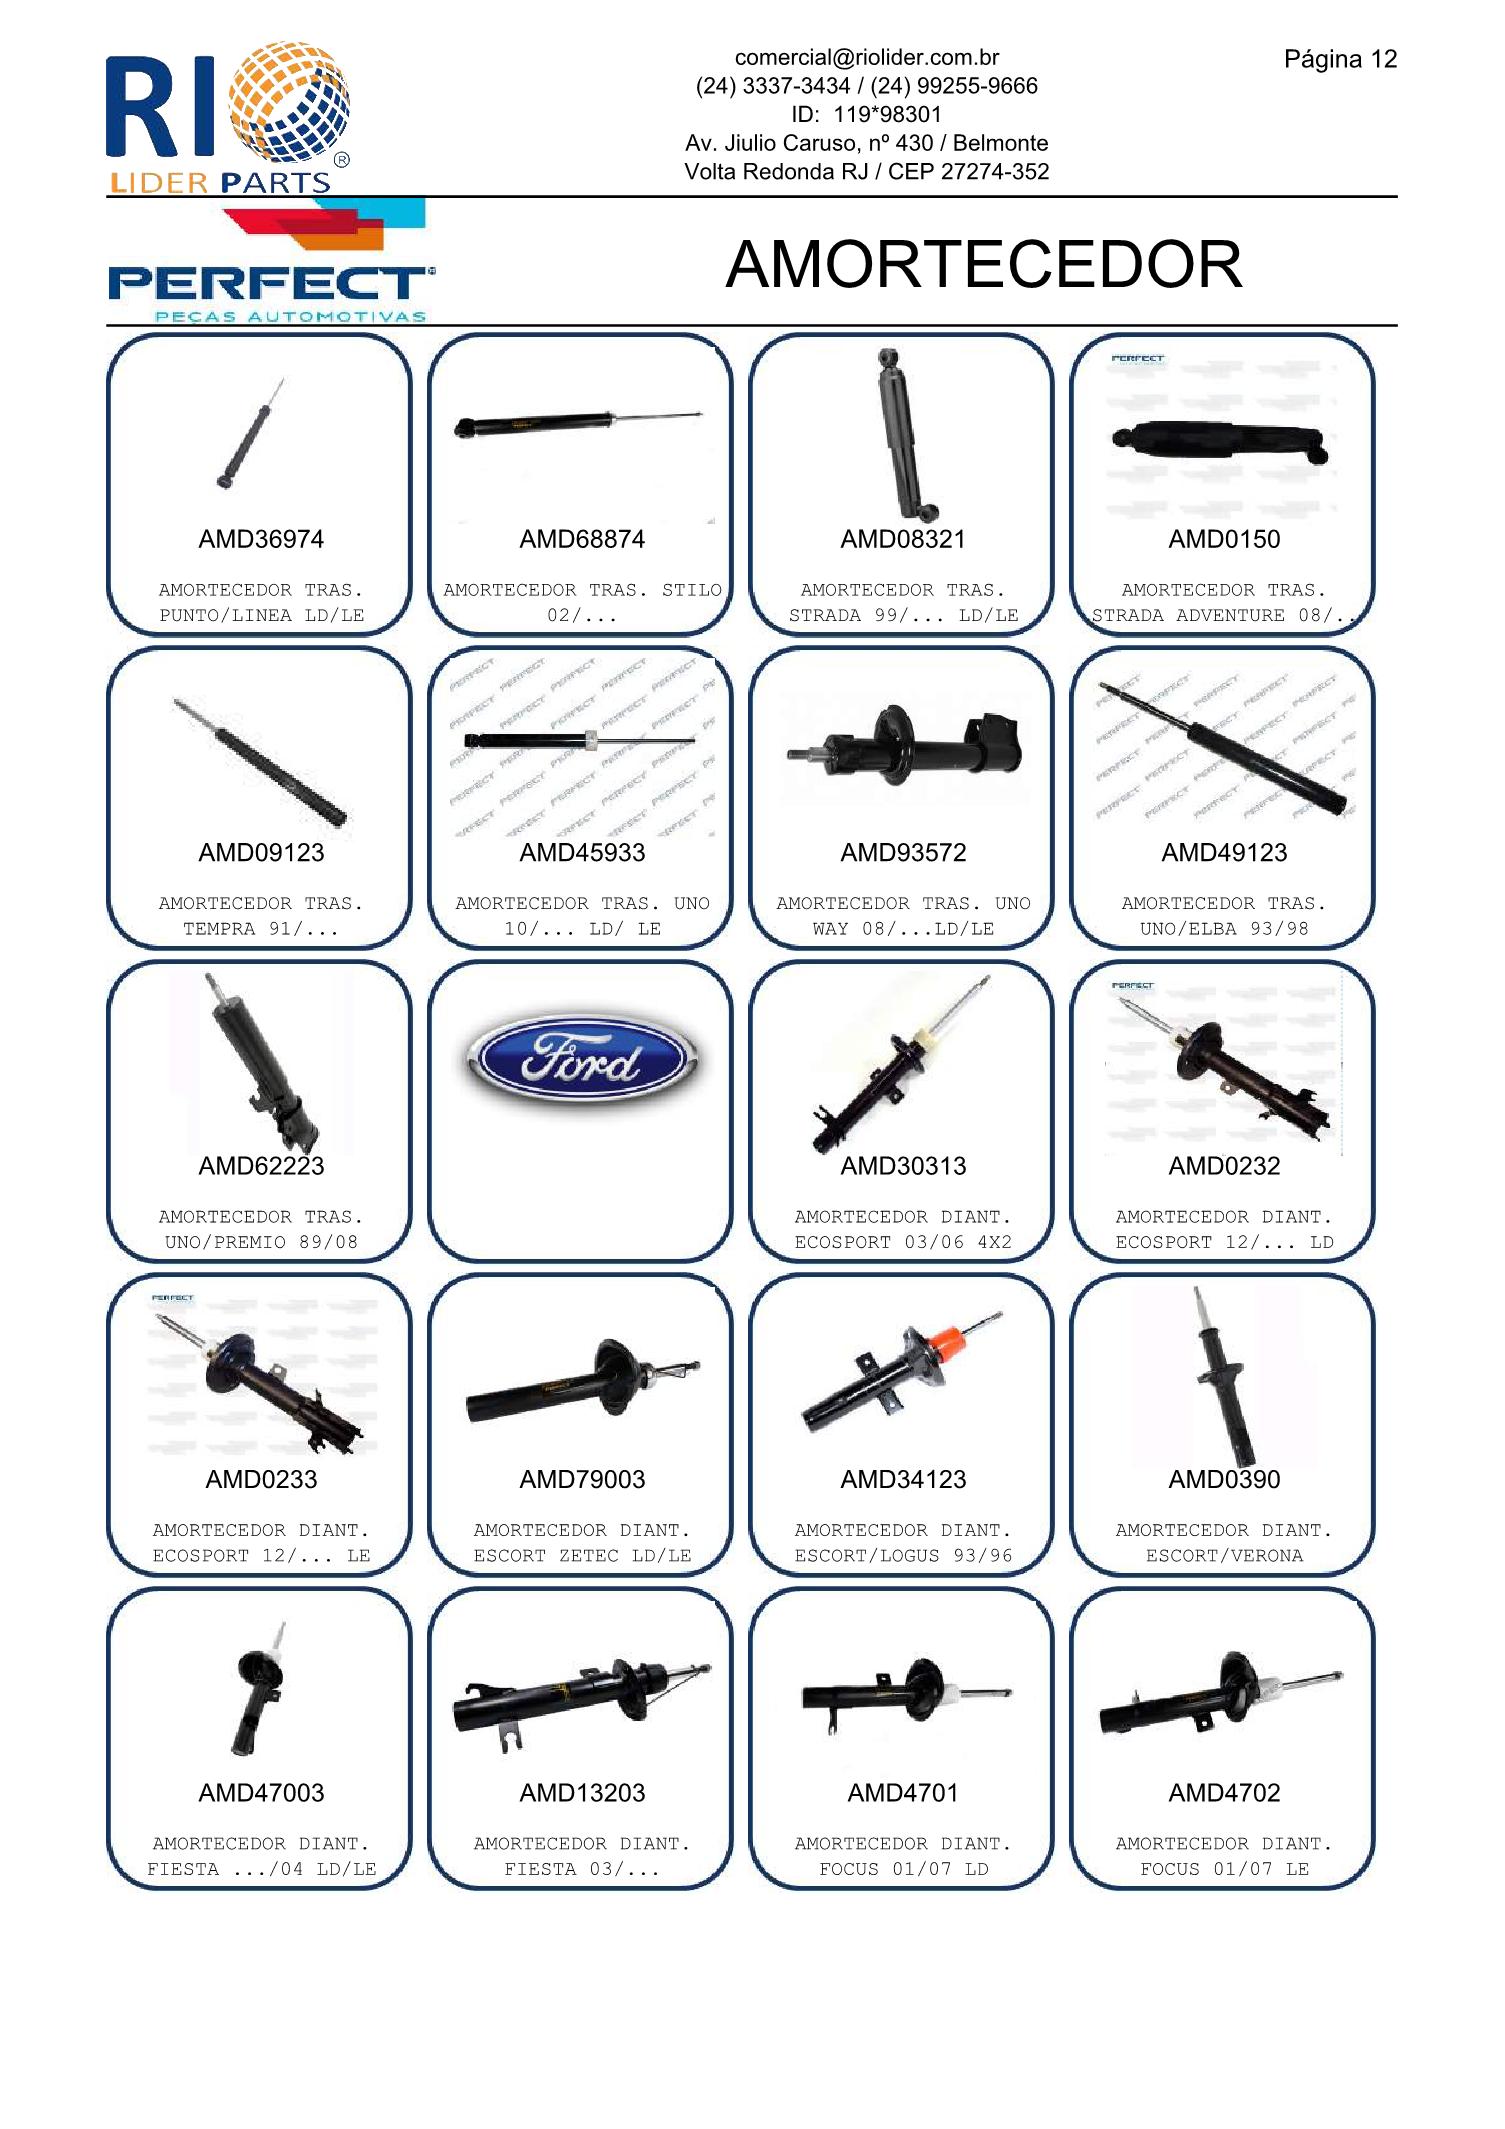 RIO
LIDER PARTS ®
comercial@riolider.com.br
(24) 3337-3434 / (24) 99255-9666
ID: 119*98301
Av. Jiulio Caruso, nº 430 / Belmonte
Volta Redonda RJ / CEP 27274-352
Página 12
PERFECT
PEÇAS AUTOMOTIVAS
AMORTECEDOR
AMD36974
AMORTECEDOR TRAS.
PUNTO/LINEA LD/LE
AMD68874
AMORTECEDOR TRAS. STILO
02/...
AMD08321
AMORTECEDOR TRAS.
STRADA 99/... LD/LE
PERFECT
AMD0150
AMORTECEDOR TRAS.
STRADA ADVENTURE 08/..
AMD09123
AMORTECEDOR TRAS.
TEMPRA 91/...
PERFECT
AMD45933
AMORTECEDOR TRAS. UNO
10/... LD/ LE
AMD93572
AMORTECEDOR TRAS. UNO
WAY 08/...LD/LE
PERFECT
AMD49123
AMORTECEDOR TRAS.
UNO/ELBA 93/98
AMD62223
AMORTECEDOR TRAS.
UNO/PREMIO 89/08
Ford
AMD30313
AMORTECEDOR DIANT.
ECOSPORT 03/06 4X2
PERFECT
AMD0232
AMORTECEDOR DIANT.
ECOSPORT 12/... LD
PERFECT
AMD0233
AMORTECEDOR DIANT.
ECOSPORT 12/... LE
AMD79003
AMORTECEDOR DIANT.
ESCORT ZETEC LD/LE
AMD34123
AMORTECEDOR DIANT.
ESCORT/LOGUS 93/96
AMD0390
AMORTECEDOR DIANT.
ESCORT/VERONA
AMD47003
AMORTECEDOR DIANT.
FIESTA .../04 LD/LE
AMD13203
AMORTECEDOR DIANT.
FIESTA 03/...
AMD4701
AMORTECEDOR DIANT.
FOCUS 01/07 LD
AMD4702
AMORTECEDOR DIANT.
FOCUS 01/07 LE